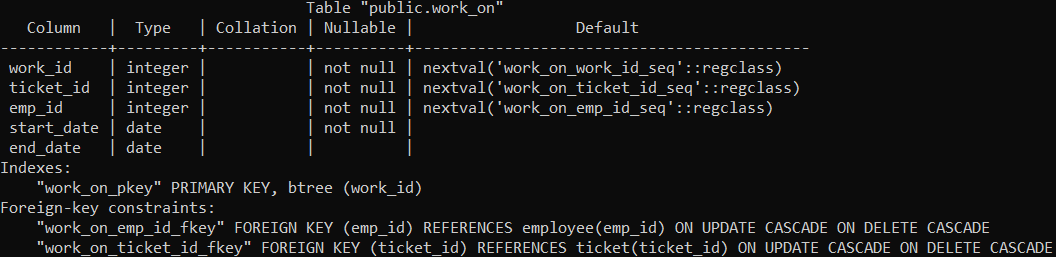 Table "public.work_on"
   Column   |  Type   | Collation | Nullable |                  Default
------------+---------+-----------+----------+--------------------------------------------
 work_id    | integer |           | not null | nextval('work_on_work_id_seq'::regclass)
 ticket_id  | integer |           | not null | nextval('work_on_ticket_id_seq'::regclass)
 emp_id     | integer |           | not null | nextval('work_on_emp_id_seq'::regclass)
 start_date | date    |           | not null |
 end_date   | date    |           |          |
Indexes:
    "work_on_pkey" PRIMARY KEY, btree (work_id)
Foreign-key constraints:
    "work_on_emp_id_fkey" FOREIGN KEY (emp_id) REFERENCES employee(emp_id) ON UPDATE CASCADE ON DELETE CASCADE
    "work_on_ticket_id_fkey" FOREIGN KEY (ticket_id) REFERENCES ticket(ticket_id) ON UPDATE CASCADE ON DELETE CASCADE